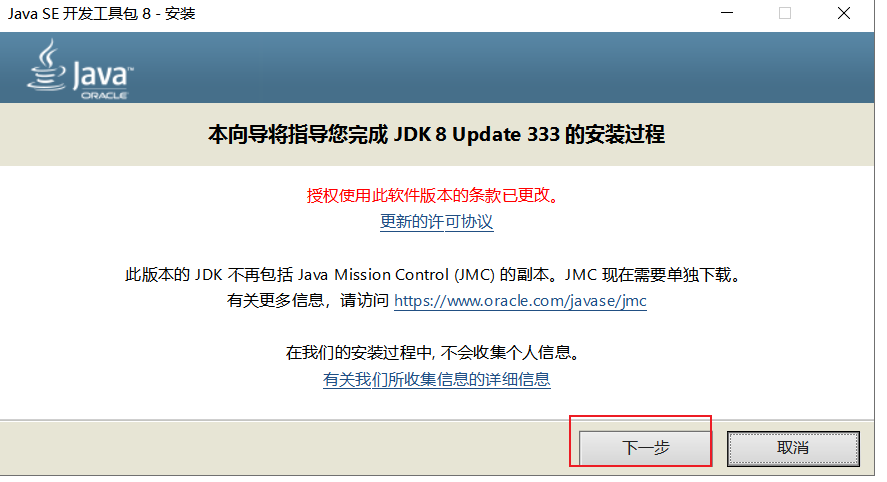 Java SE 开发工具包 8 - 安装
Java™
ORACLE
本向导将指导您完成 JDK 8 Update 333 的安装过程
授权使用此软件版本的条款已更改。
更新的许可协议
此版本的 JDK 不再包括 Java Mission Control (JMC) 的副本。JMC 现在需要单独下载。
有关更多信息，请访问 https://www.oracle.com/javase/jmc
在我们的安装过程中, 不会收集个人信息。
有关我们所收集信息的详细信息
下一步 取消